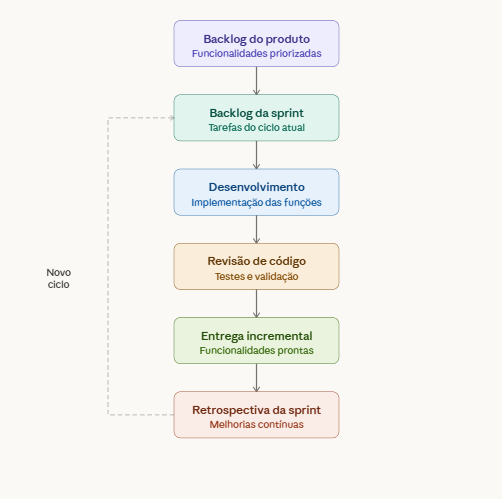 Backlog do produto
Funcionalidades priorizadas
Backlog da sprint
Tarefas do ciclo atual
Desenvolvimento
Implementação das funções
Revisão de código
Testes e validação
Novo
ciclo
Entrega incremental
Funcionalidades prontas
Retrospectiva da sprint
Melhorias contínuas